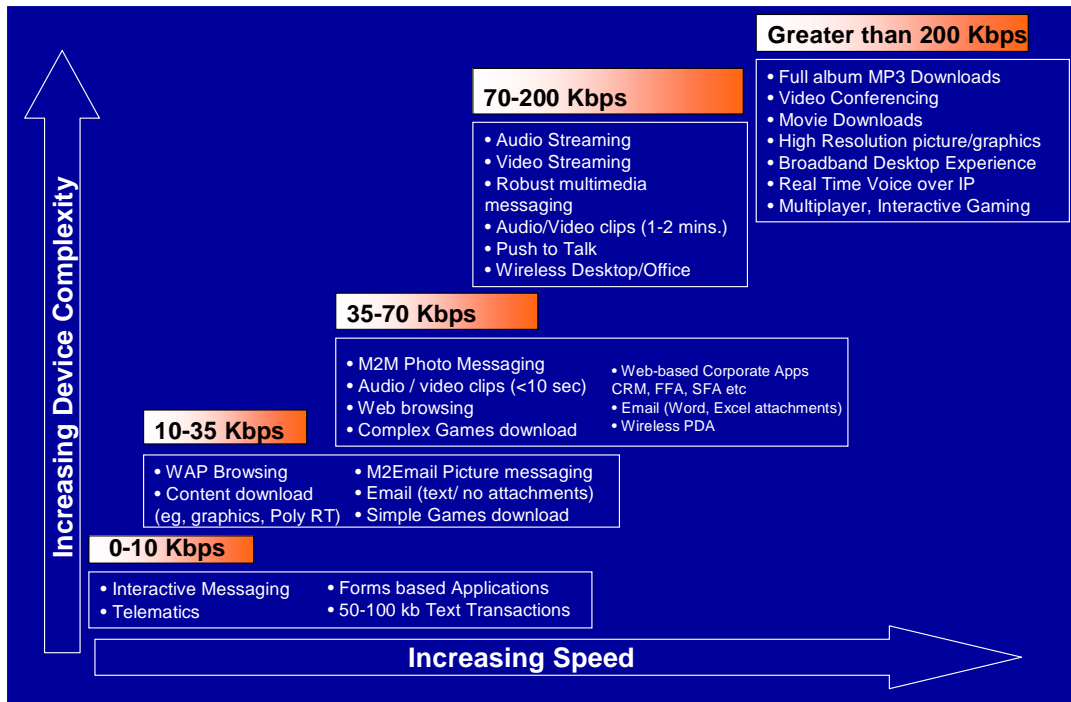 Greater than 200 Kbps
• Full album MP3 Downloads
• Video Conferencing
• Movie Downloads
• High Resolution picture/graphics
• Broadband Desktop Experience
• Real Time Voice over IP
• Multiplayer, Interactive Gaming
70-200 Kbps
• Audio Streaming
• Video Streaming
• Robust multimedia
messaging
• Audio/Video clips (1-2 mins.)
• Push to Talk
• Wireless Desktop/Office
35-70 Kbps
• M2M Photo Messaging
• Audio / video clips (<10 sec)
• Web browsing
• Complex Games download
• Web-based Corporate Apps
CRM, FFA, SFA etc
• Email (Word, Excel attachments)
• Wireless PDA
10-35 Kbps
• WAP Browsing
• Content download
(eg, graphics, Poly RT)
• M2Email Picture messaging
• Email (text/ no attachments)
• Simple Games download
0-10 Kbps
• Interactive Messaging
• Telematics
• Forms based Applications
• 50-100 kb Text Transactions
Increasing Device Complexity
Increasing Speed